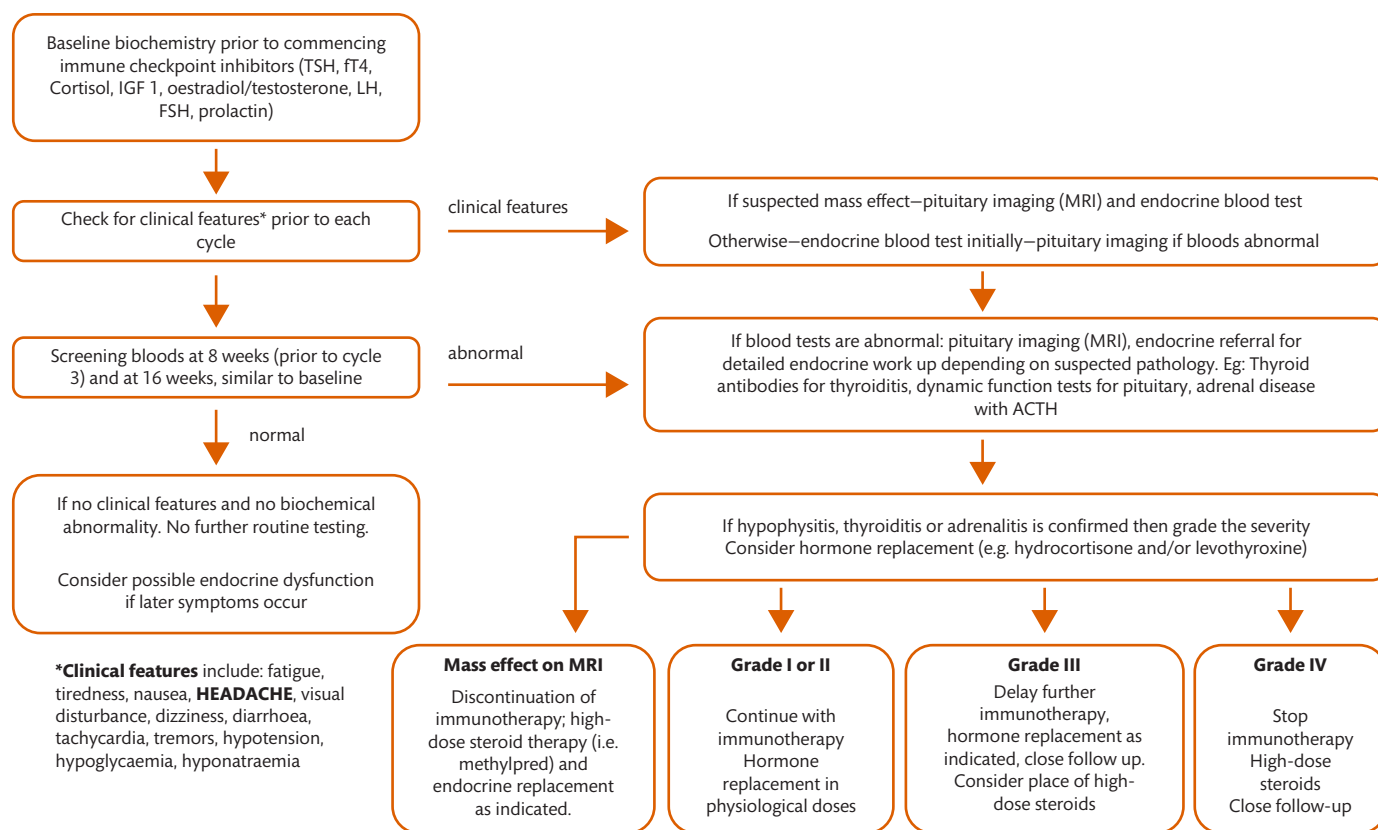 Baseline biochemistry prior to commencing
immune checkpoint inhibitors (TSH, fT4,
Cortisol, IGF 1, oestradiol/testosterone, LH,
FSH, prolactin)
Check for clinical features* prior to each
cycle
clinical features
If suspected mass effect—pituitary imaging (MRI) and endocrine blood test
Otherwise—endocrine blood test initially—pituitary imaging if bloods abnormal
Screening bloods at 8 weeks (prior to cycle
3) and at 16 weeks, similar to baseline
abnormal
If blood tests are abnormal: pituitary imaging (MRI), endocrine referral for
detailed endocrine work up depending on suspected pathology. Eg: Thyroid
antibodies for thyroiditis, dynamic function tests for pituitary, adrenal disease
with ACTH
normal
If no clinical features and no biochemical
abnormality. No further routine testing.
Consider possible endocrine dysfunction
if later symptoms occur
If hypophysitis, thyroiditis or adrenalitis is confirmed then grade the severity
Consider hormone replacement (e.g. hydrocortisone and/or levothyroxine)
*Clinical features include: fatigue,
tiredness, nausea, HEADACHE, visual
disturbance, dizziness, diarrhoea,
tachycardia, tremors, hypotension,
hypoglycaemia, hyponatraemia
Mass effect on MRI
Discontinuation of
immunotherapy; high-
dose steroid therapy (i.e.
methylpred) and
endocrine replacement
as indicated.
Grade I or II
Continue with
immunotherapy
Hormone
replacement in
physiological doses
Grade III
Delay further
immunotherapy,
hormone replacement as
indicated, close follow up.
Consider place of high-
dose steroids
Grade IV
Stop
immunotherapy
High-dose
steroids
Close follow-up